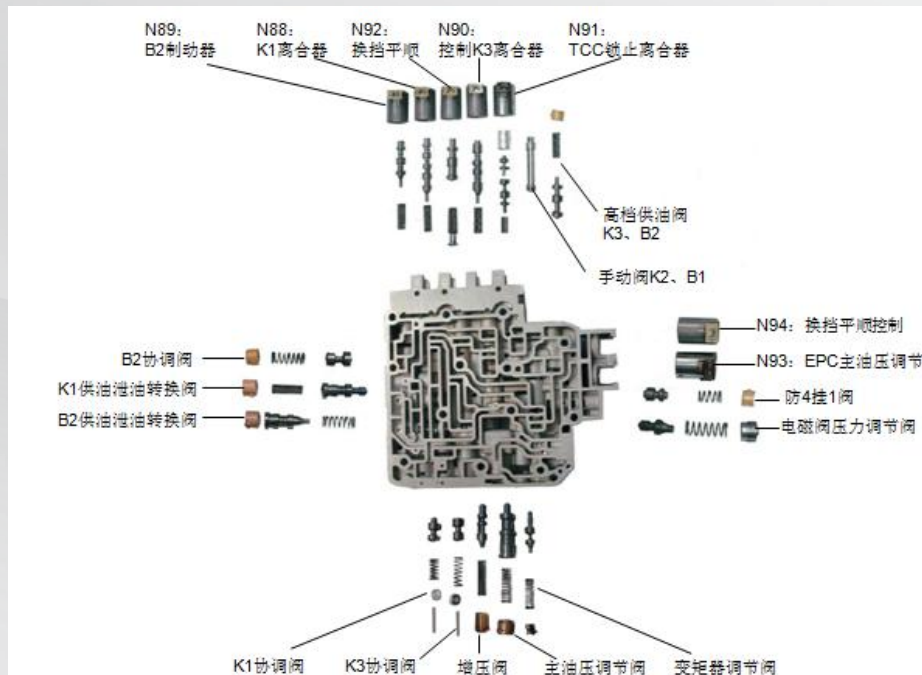 N89：
B2制动器
N88：
K1离合器
N92：
换挡平顺
N90：
控制K3离合器
N91：
TCC锁止离合器
高档供油阀
K3、B2
手动阀K2、B1
N94：换挡平顺控制
N93：EPC主油压调节
防4挂1阀
电磁阀压力调节阀
B2协调阀
K1供油泄油转换阀
B2供油泄油转换阀
K1协调阀
K3协调阀
增压阀
主油压调节阀
变矩器调节阀